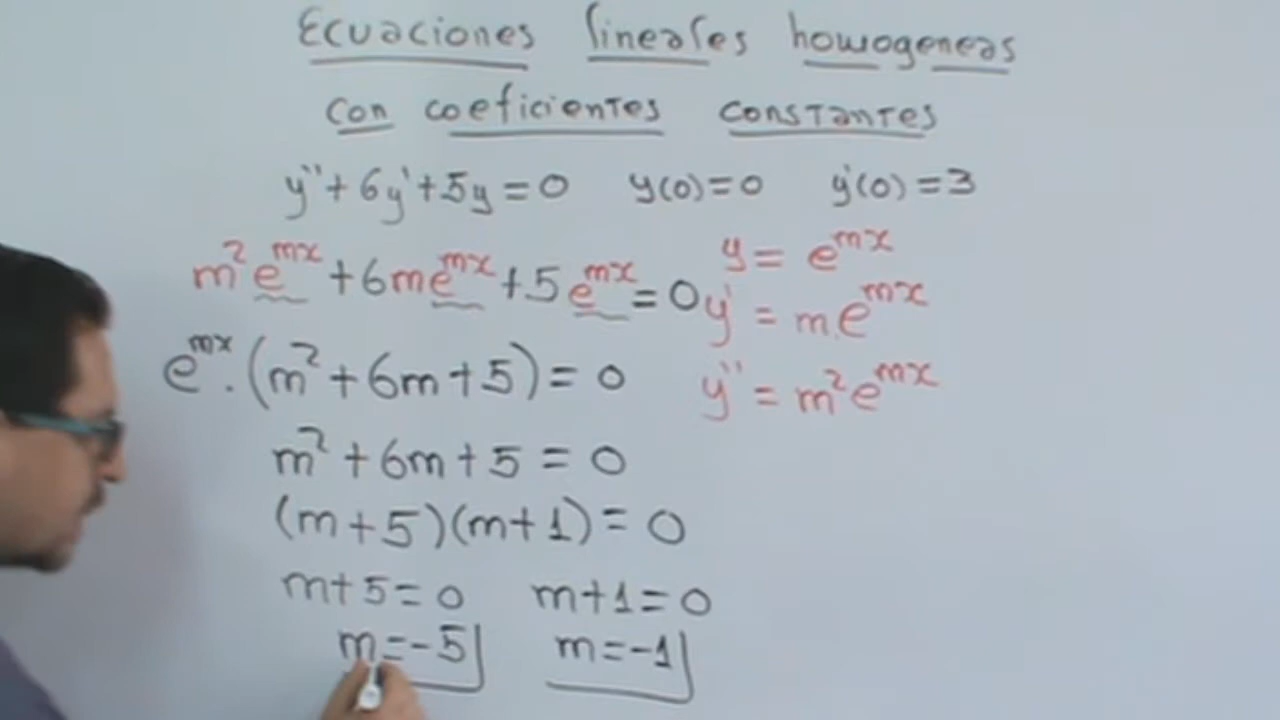 Ecuaciones lineales homogeneas
con coeficientes constantes
y''+6y'+5y=0 y(0)=0 y'(0)=3
m²e^{mx}+6me^{mx}+5e^{mx}=0
y=e^{mx}
y'=me^{mx}
y''=m²e^{mx}
e^{mx}.(m²+6m+5)=0
m²+6m+5=0
(m+5)(m+1)=0
m+5=0 m+1=0
m=-5 m=-1